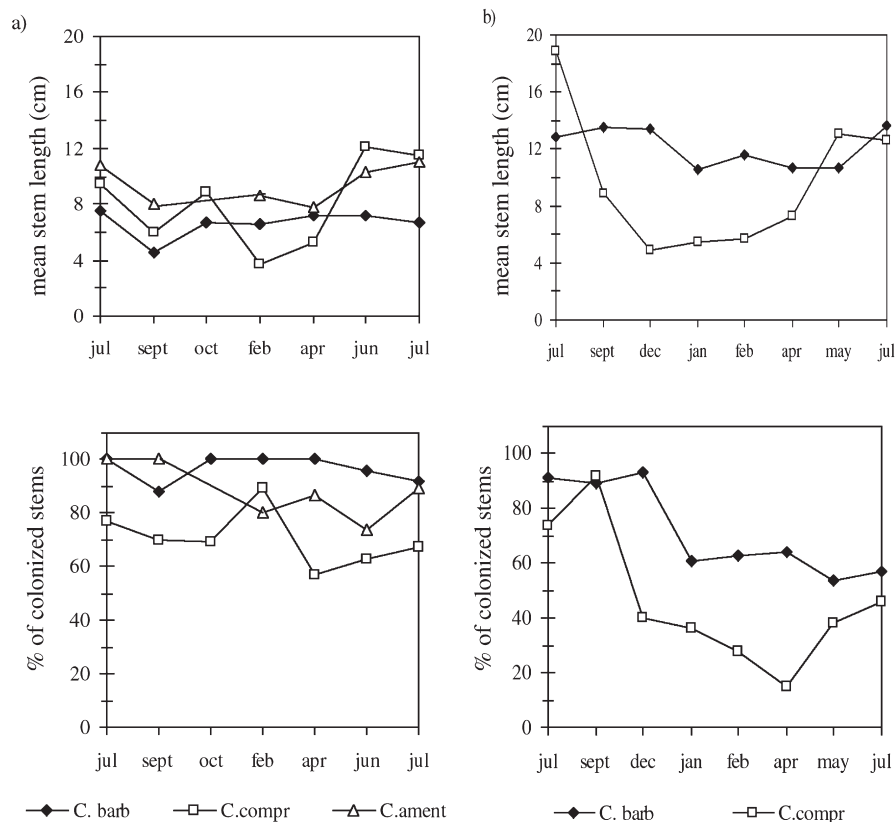 a)
mean stem length (cm)
20
16
12
8
4
0
jul sept oct feb apr jun jul
b)
mean stem length (cm)
20
16
12
8
4
0
jul sept dec jan feb apr may jul
% of colonized stems
100
80
60
40
20
0
jul sept oct feb apr jun jul
C. barb C.compr C.ament
% of colonized stems
100
80
60
40
20
0
jul sept dec jan feb apr may jul
C. barb C.compr